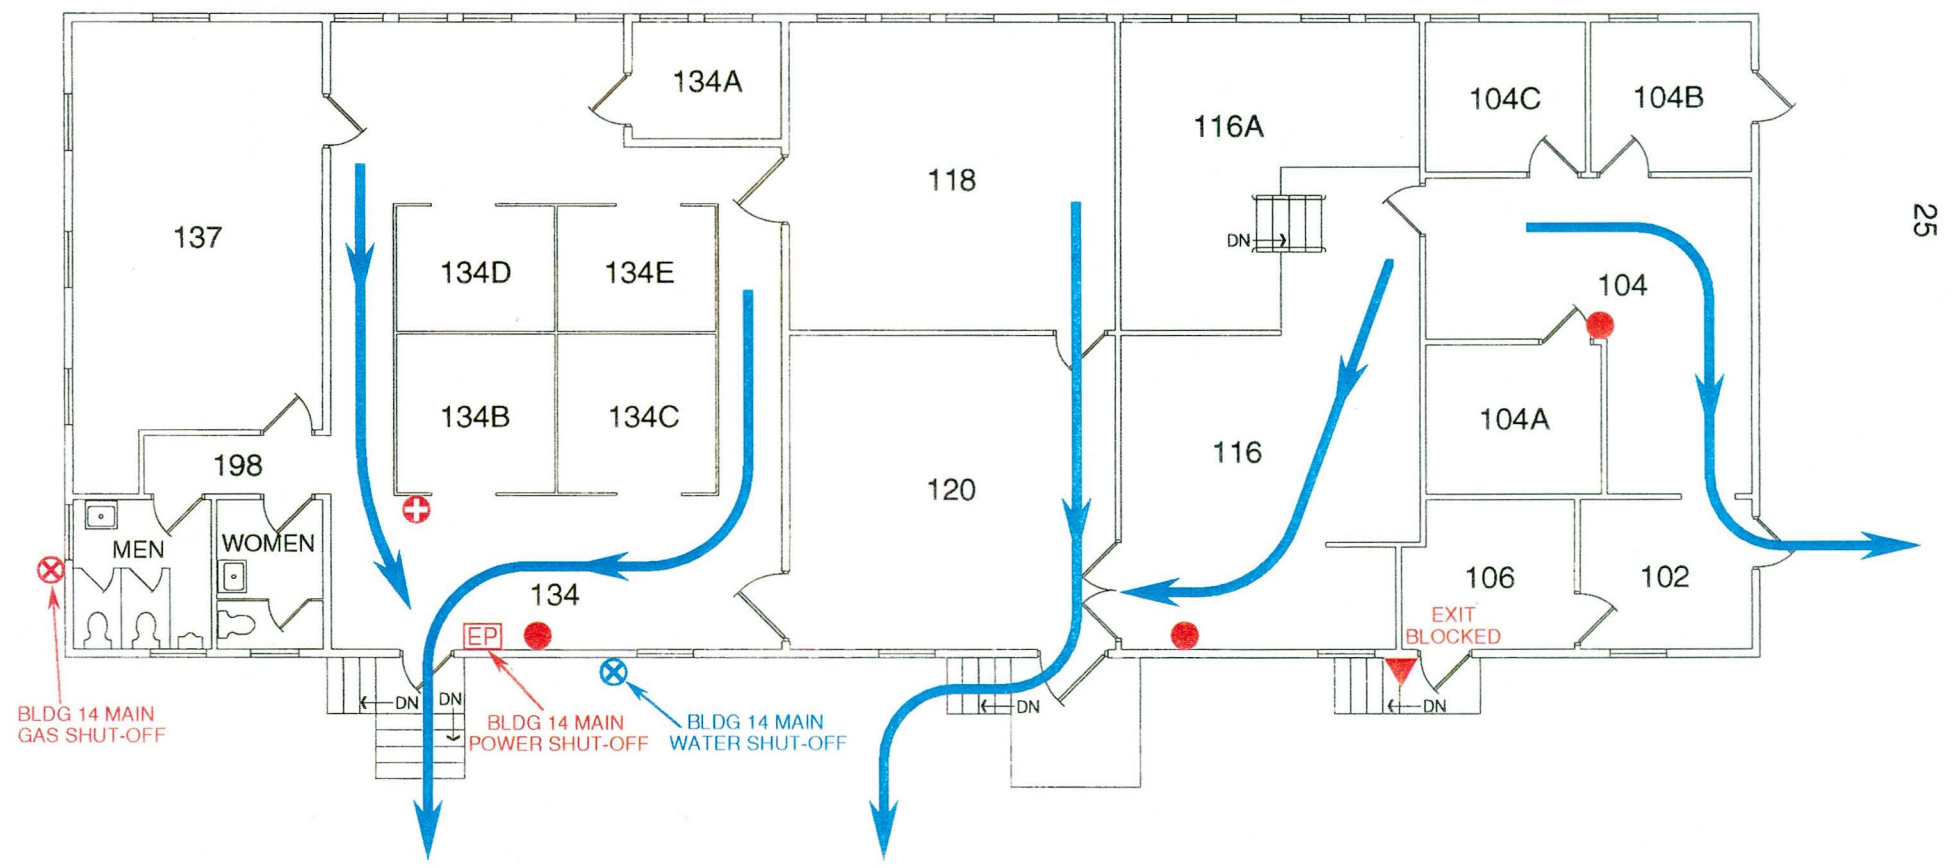 134A
104C
104B
116A
118
25
137
DN
134D
134E
104
134B
134C
104A
116
198
120
MEN
WOMEN
106
102
134
EXIT
BLOCKED
EP
DN
DN
DN
DN
BLDG 14 MAIN
GAS SHUT-OFF
BLDG 14 MAIN
POWER SHUT-OFF
BLDG 14 MAIN
WATER SHUT-OFF